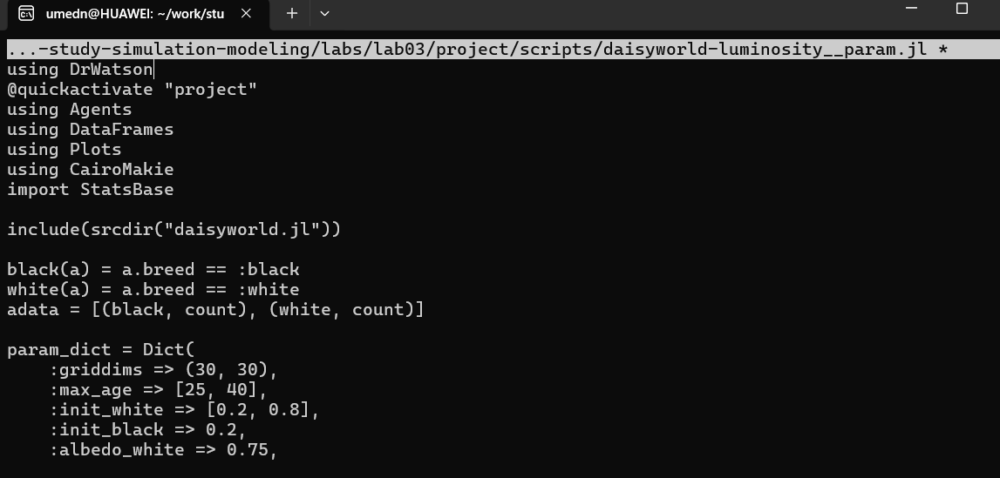 umedn@HUAWEI: ~/work/stu
...-study-simulation-modeling/labs/lab03/project/scripts/daisyworld-luminosity__param.jl *
using DrWatson
@quickactivate "project"
using Agents
using DataFrames
using Plots
using CairoMakie
import StatsBase

include(srcdir("daisyworld.jl"))

black(a) = a.breed == :black
white(a) = a.breed == :white
adata = [(black, count), (white, count)]

param_dict = Dict(
    :griddims => (30, 30),
    :max_age => [25, 40],
    :init_white => [0.2, 0.8],
    :init_black => 0.2,
    :albedo_white => 0.75,